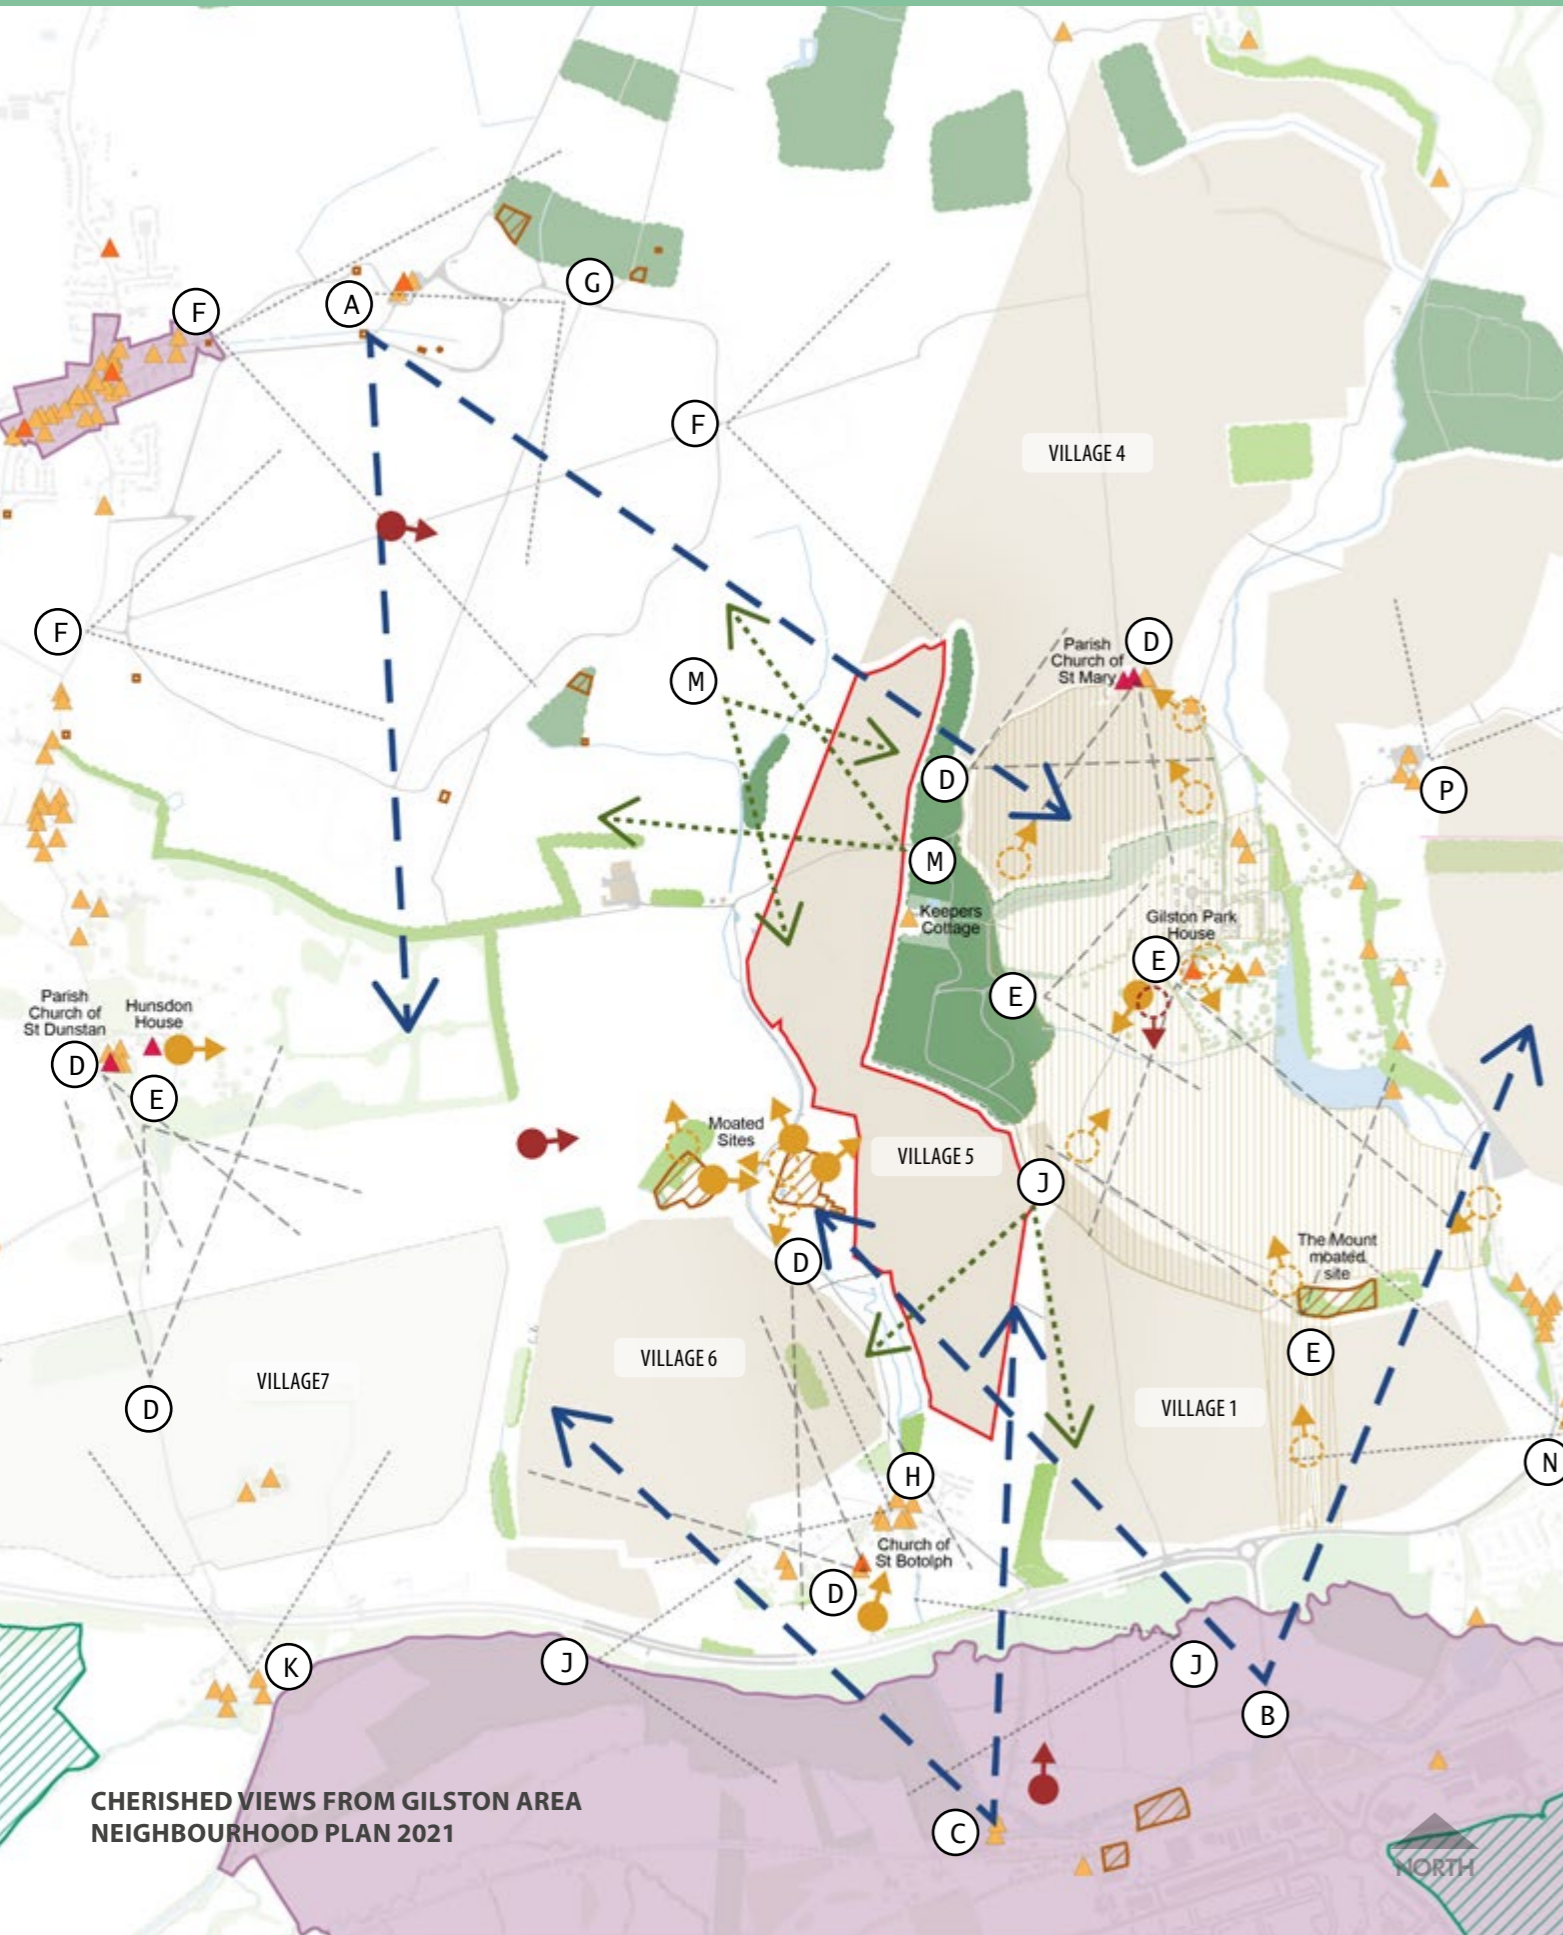 F
A
G
F
VILLAGE 4
F
Parish
Church of
St Mary
D
M
D
P
M
Keepers
Cottage
Gilston Park
House
E
E
Parish
Church of
St Dunstan
Hunsdon
House
D
E
Moated
Sites
VILLAGE 5
J
D
The Mount
moated
site
E
VILLAGE 6
VILLAGE7
D
VILLAGE 1
H
N
Church of
St Botolph
D
K
J
J
B
CHERISHED VIEWS FROM GILSTON AREA
NEIGHBOURHOOD PLAN 2021
C
NORTH